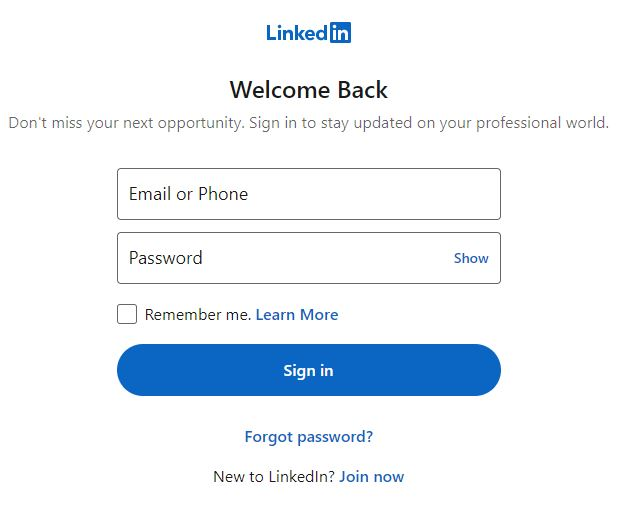 LinkedIn
Welcome Back
Don't miss your next opportunity. Sign in to stay updated on your professional world.
Email or Phone
Password Show
Remember me. Learn More
Sign in
Forgot password?
New to LinkedIn? Join now